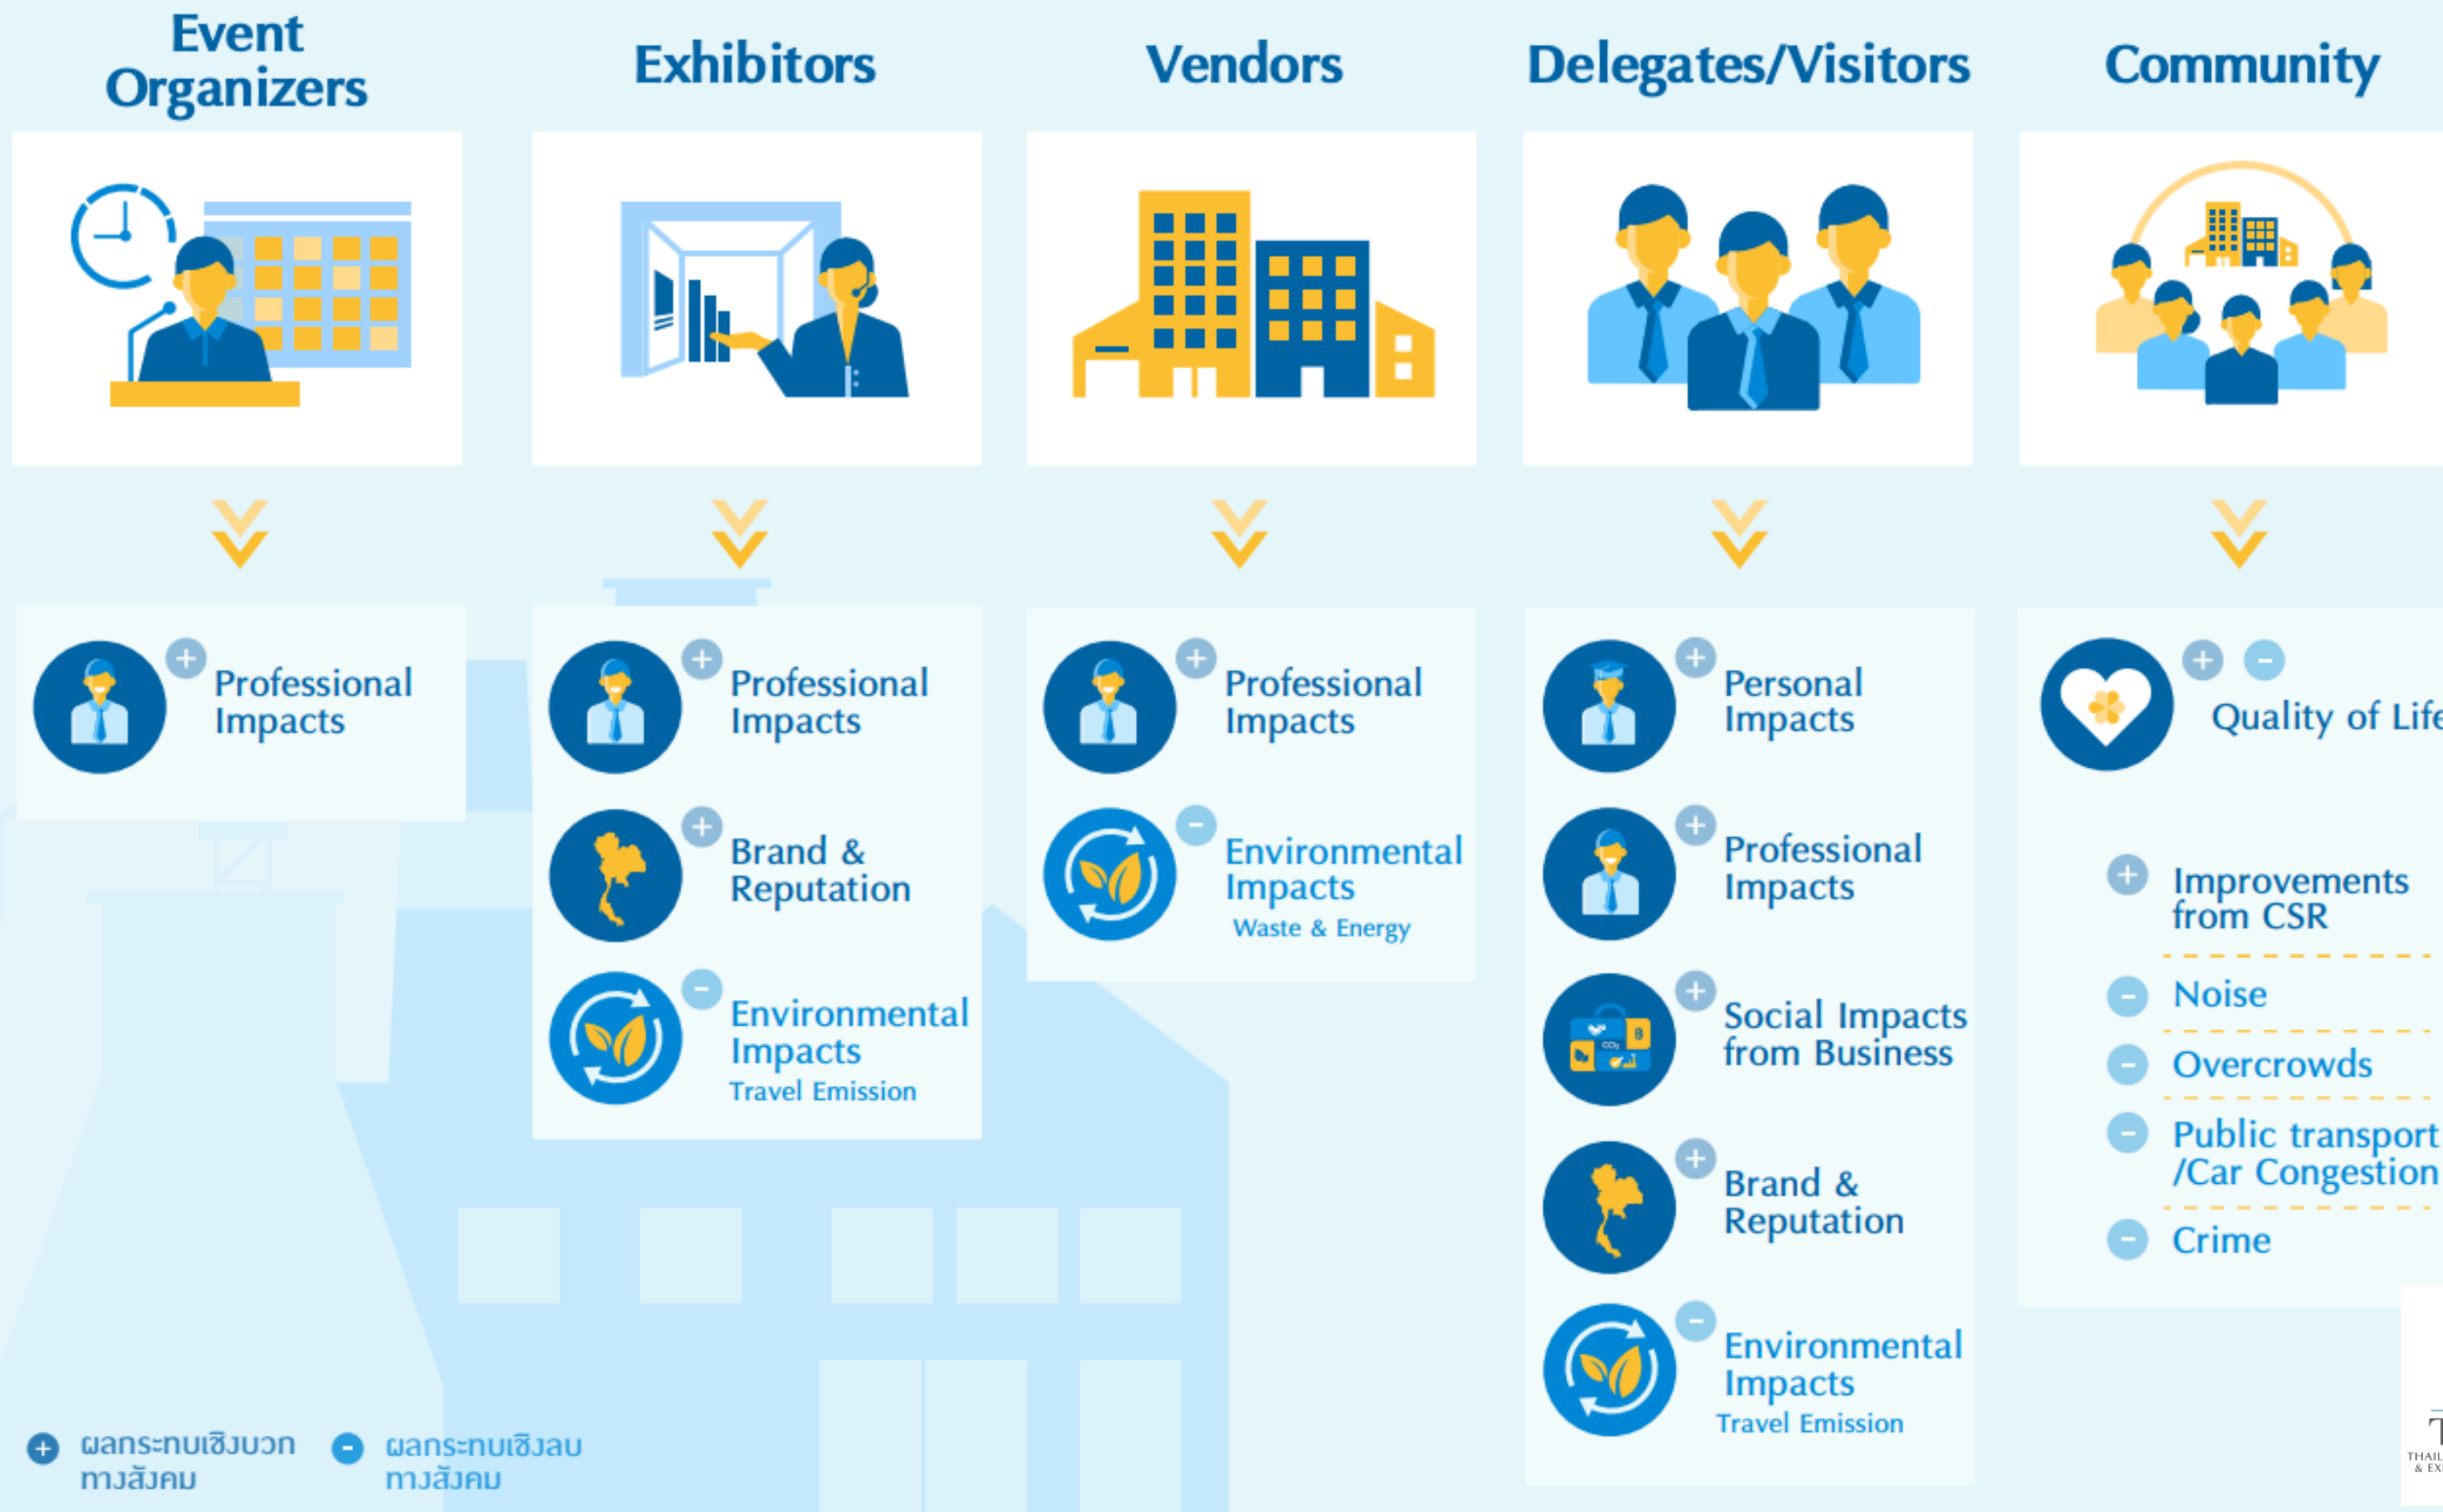 Event
Organizers
Exhibitors
Vendors
Delegates/Visitors
Community
Professional
Impacts
Professional
Impacts
Brand &
Reputation
Environmental
Impacts
Travel Emission
Professional
Impacts
Environmental
Impacts
Waste & Energy
Personal
Impacts
Professional
Impacts
Social Impacts
from Business
Brand &
Reputation
Environmental
Impacts
Travel Emission
Quality of Life
Improvements
from CSR
Noise
Overcrowds
Public transport
/Car Congestion
Crime
ผลกระทบเชิงบวก
ทางสังคม
ผลกระทบเชิงลบ
ทางสังคม